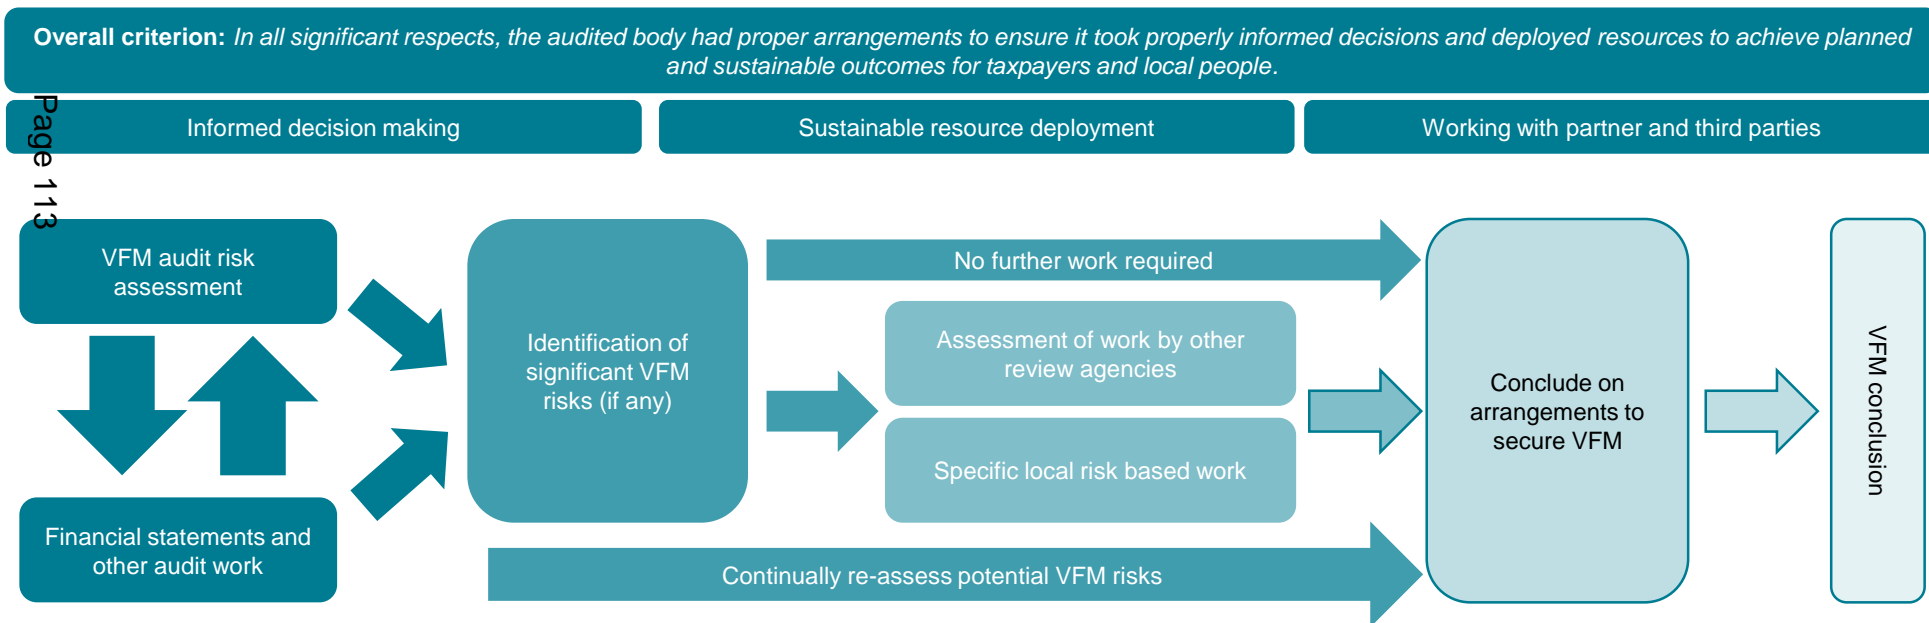 Overall criterion: In all significant respects, the audited body had proper arrangements to ensure it took properly informed decisions and deployed resources to achieve planned
and sustainable outcomes for taxpayers and local people.
Page 113
Informed decision making
Sustainable resource deployment
Working with partner and third parties
VFM audit risk
assessment
Financial statements and
other audit work
Identification of
significant VFM
risks (if any)
No further work required
Assessment of work by other
review agencies
Specific local risk based work
Continually re-assess potential VFM risks
Conclude on
arrangements to
secure VFM
VFM conclusion